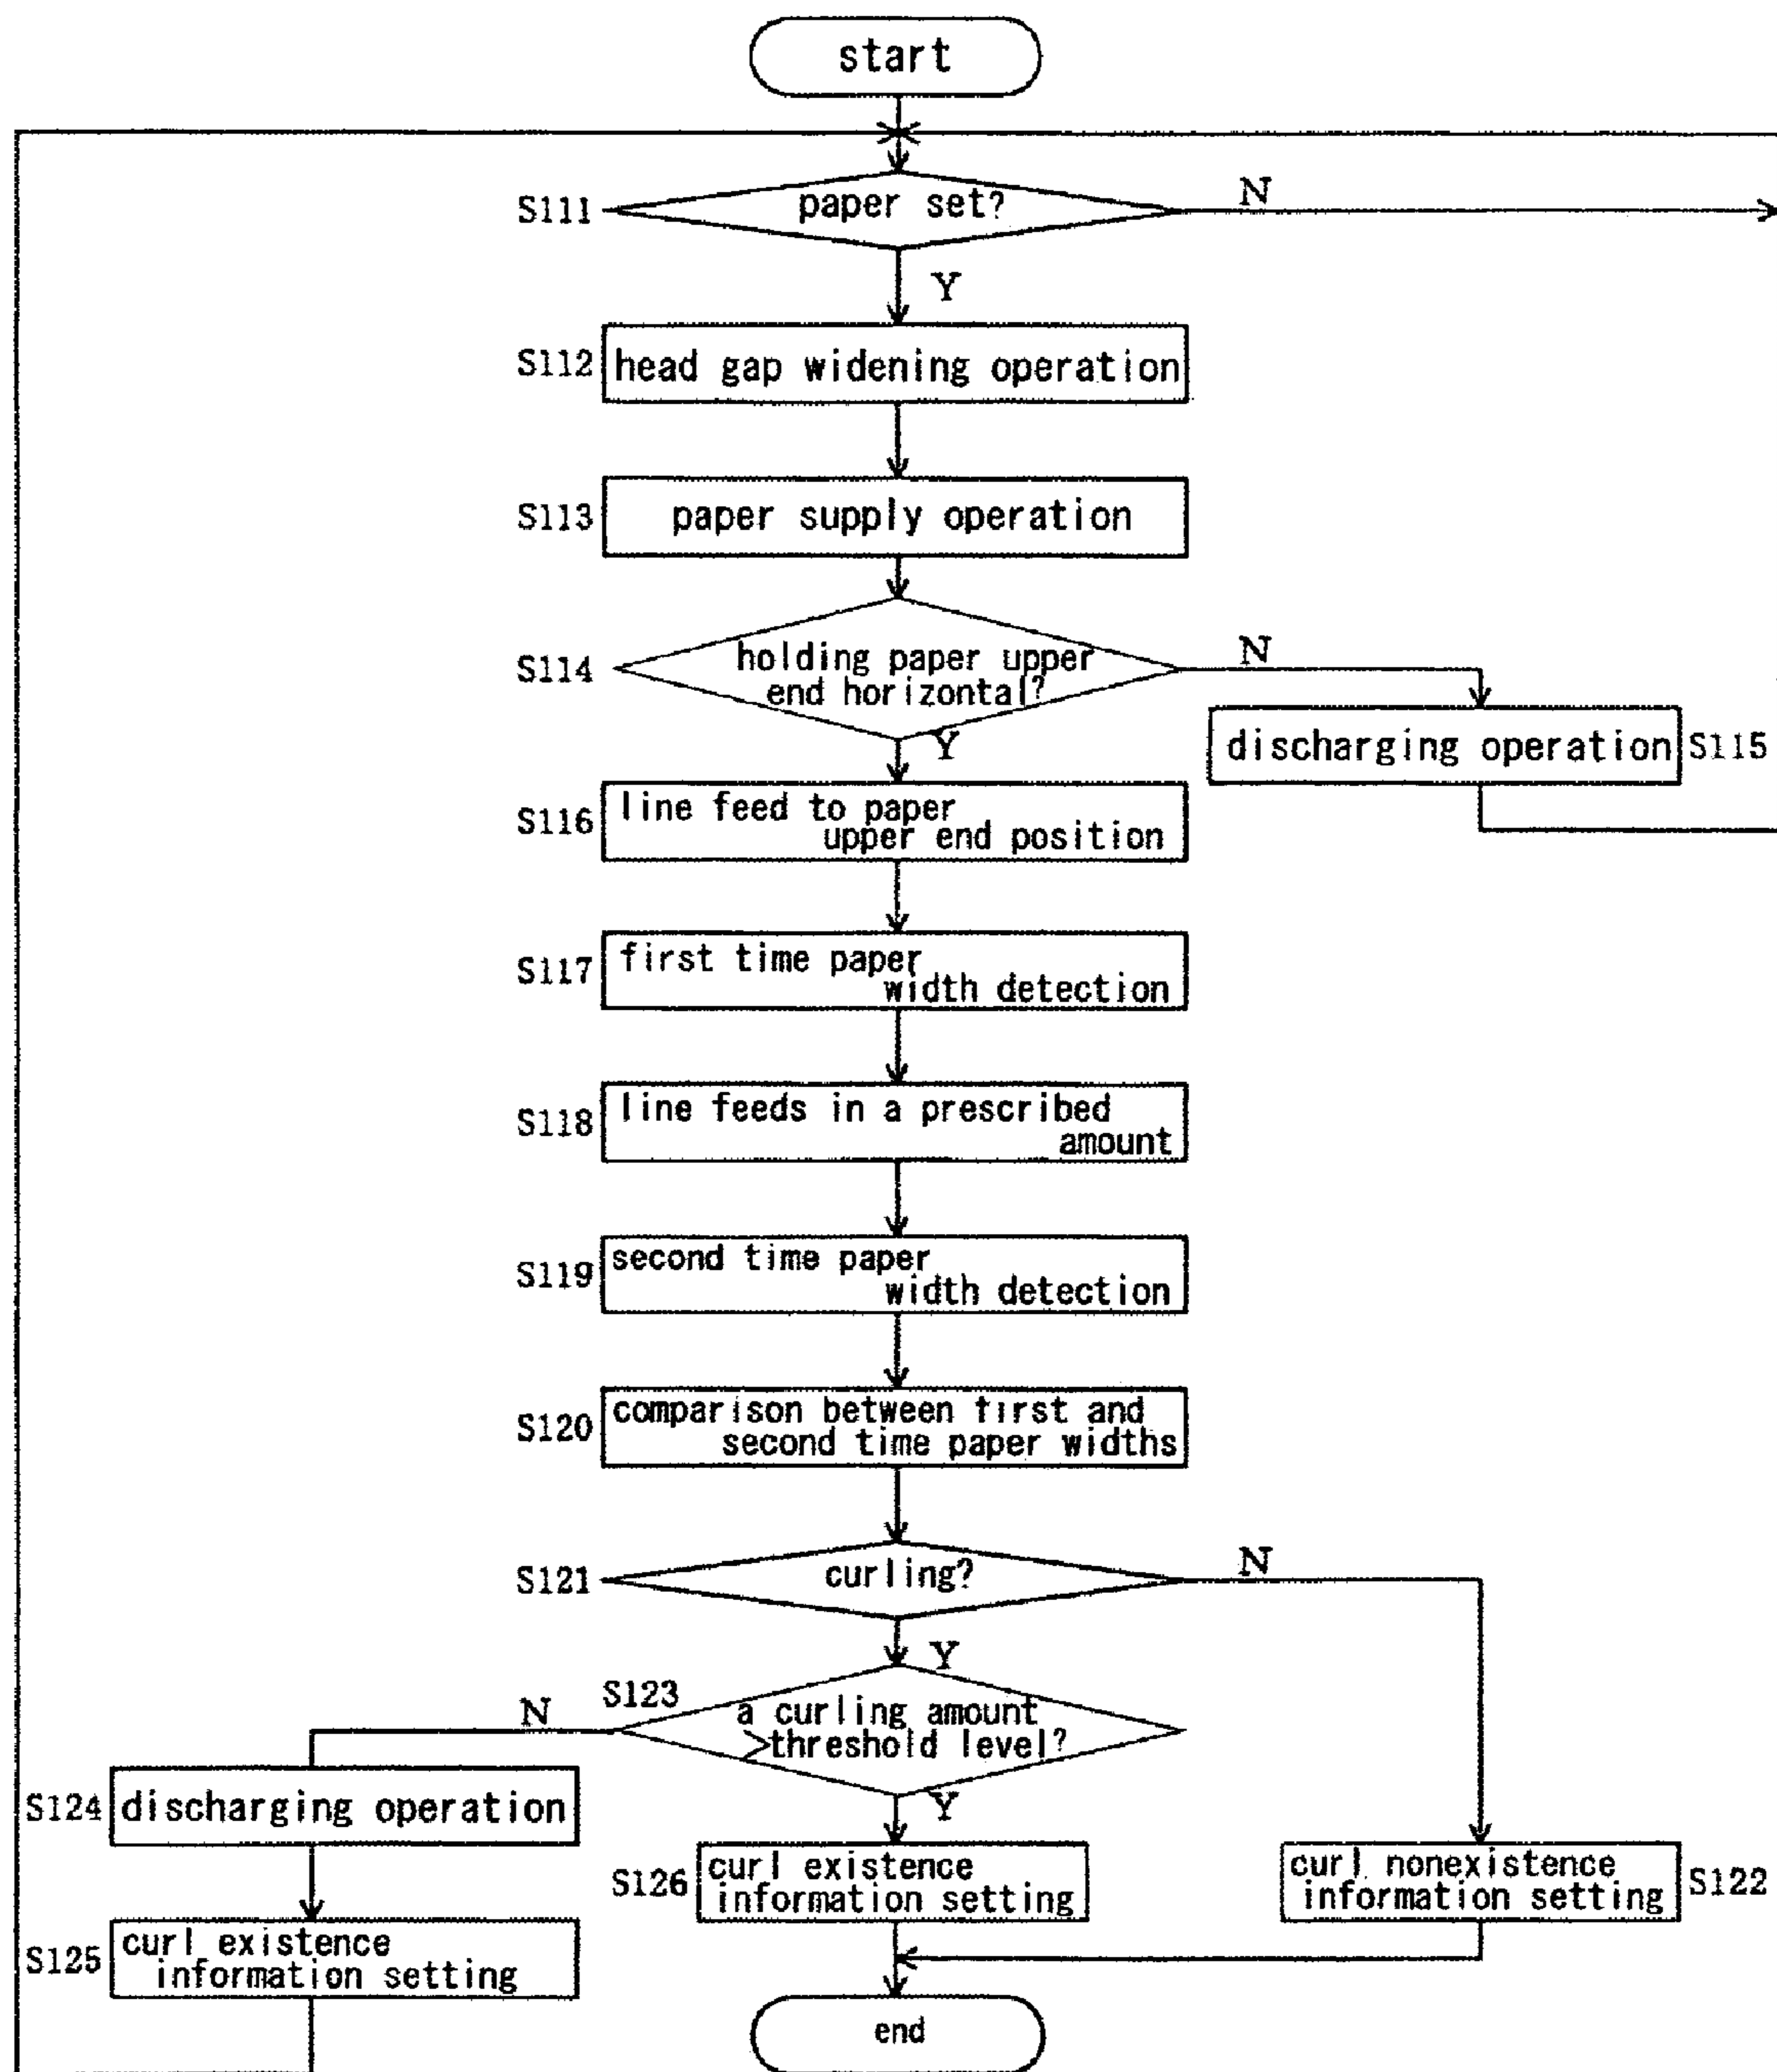 start
S111
paper set?
N
Y
S112
head gap widening operation
S113
paper supply operation
S114
holding paper upper
end horizontal?
N
Y
discharging operation
S115
S116
line feed to paper
upper end position
S117
first time paper
width detection
S118
line feeds in a prescribed
amount
S119
second time paper
width detection
S120
comparison between first and
second time paper widths
S121
curling?
N
Y
S123
a curling amount
>threshold level?
N
Y
S124
discharging operation
S126
curl existence
information setting
curl nonexistence
information setting
S122
S125
curl existence
information setting
end